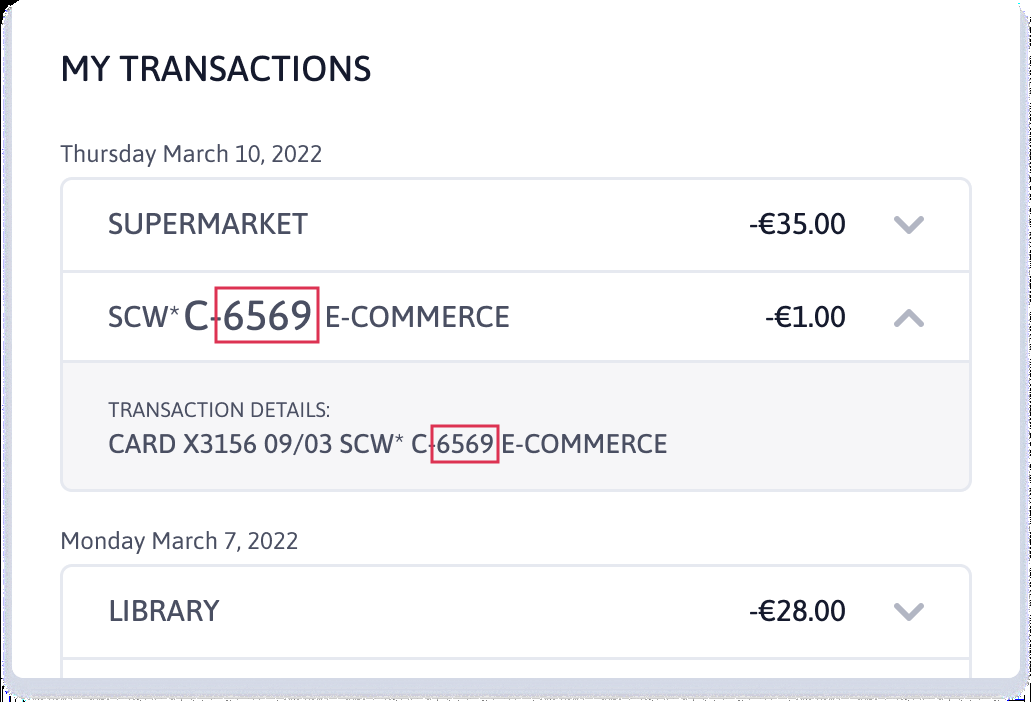 MY TRANSACTIONS
Thursday March 10, 2022
SUPERMARKET -€35.00
SCW* C-6569 E-COMMERCE -€1.00
TRANSACTION DETAILS:
CARD X3156 09/03 SCW* C-6569 E-COMMERCE
Monday March 7, 2022
LIBRARY -€28.00